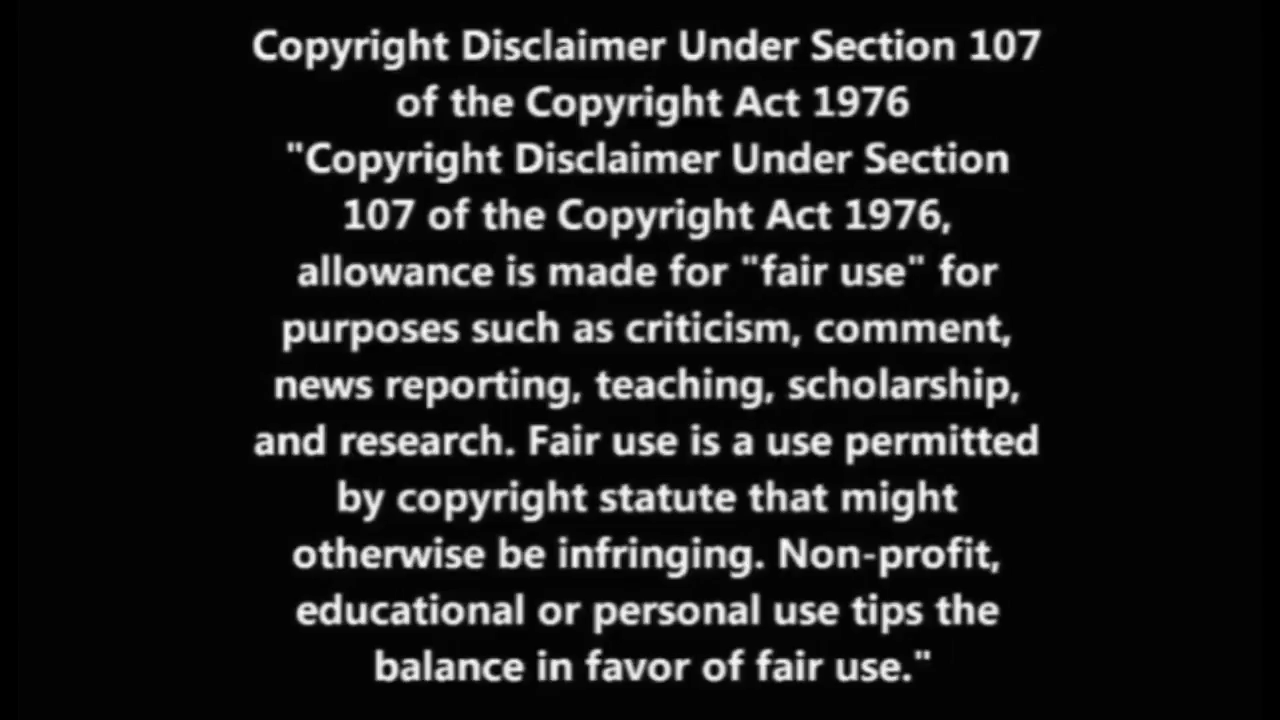 Copyright Disclaimer Under Section 107
of the Copyright Act 1976
"Copyright Disclaimer Under Section
107 of the Copyright Act 1976,
allowance is made for "fair use" for
purposes such as criticism, comment,
news reporting, teaching, scholarship,
and research. Fair use is a use permitted
by copyright statute that might
otherwise be infringing. Non-profit,
educational or personal use tips the
balance in favor of fair use."